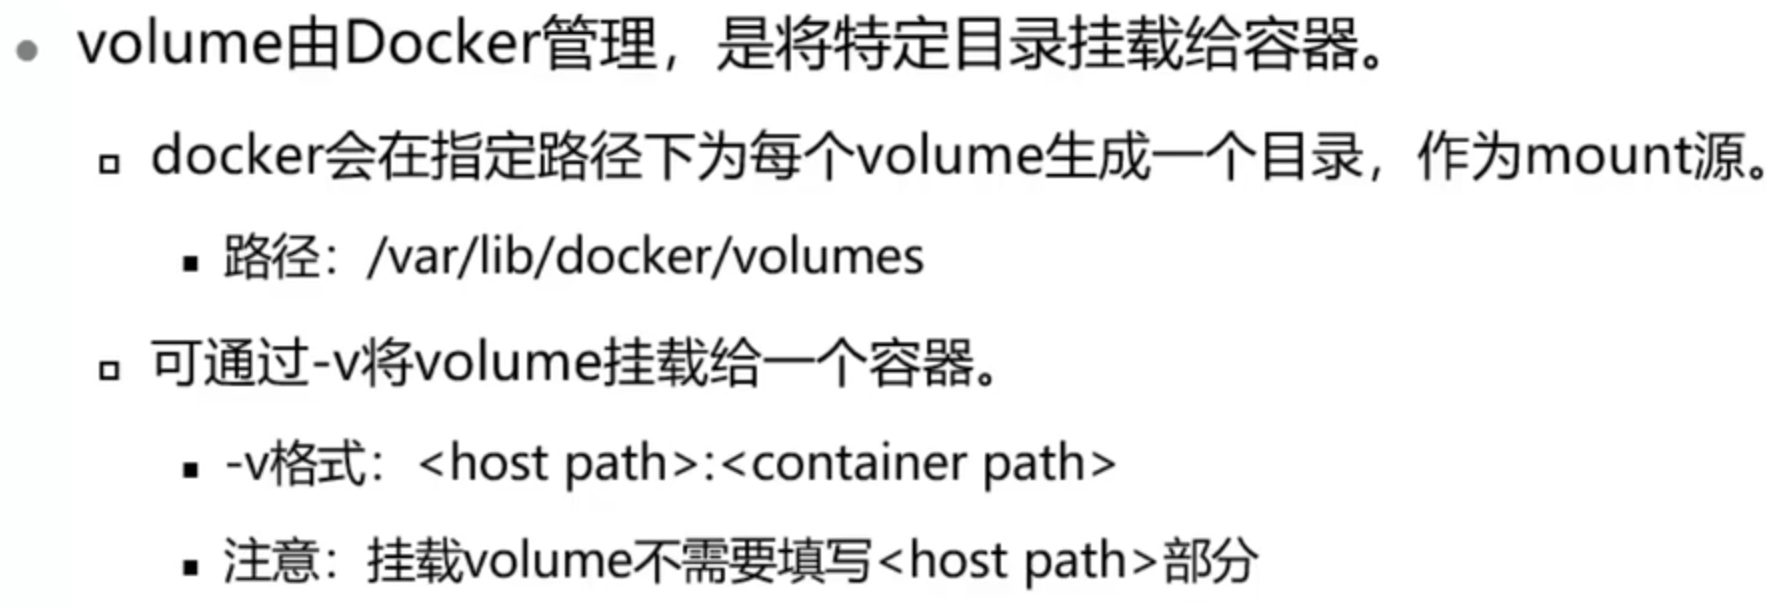 volume由Docker管理，是将特定目录挂载给容器。
docker会在指定路径下为每个volume生成一个目录，作为mount源。
路径：/var/lib/docker/volumes
可通过-v将volume挂载给一个容器。
-v格式：<host path>:<container path>
注意：挂载volume不需要填写<host path>部分